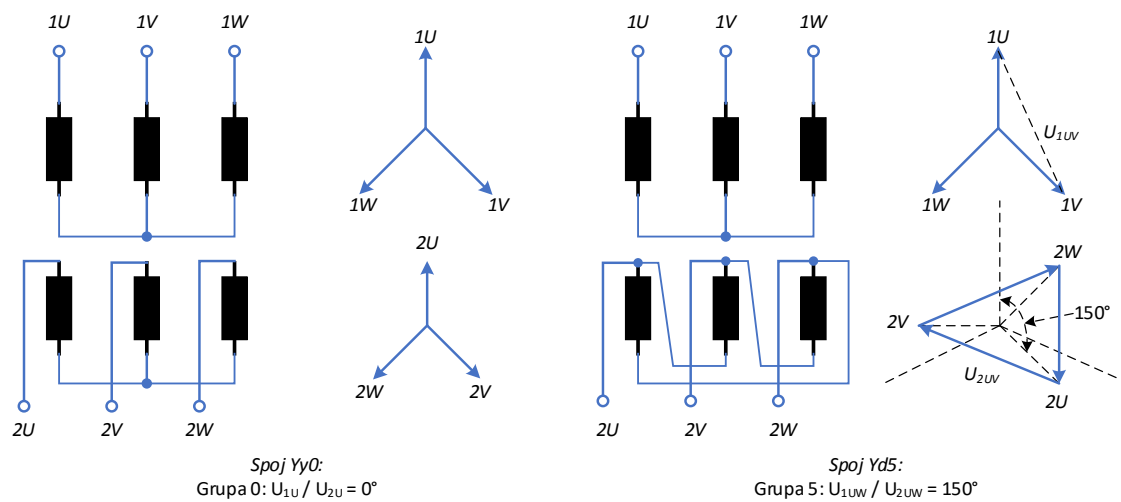 1U 1V 1W
1U
1W 1V
2U
2W 2V
2U 2V 2W
Spoj Yy0:
Grupa 0: U1U / U2U = 0°
1U 1V 1W
1U
U1UV
1W 1V
2W
150°
2V
U2UV
2U
2U 2V 2W
Spoj Yd5:
Grupa 5: U1UW / U2UW = 150°